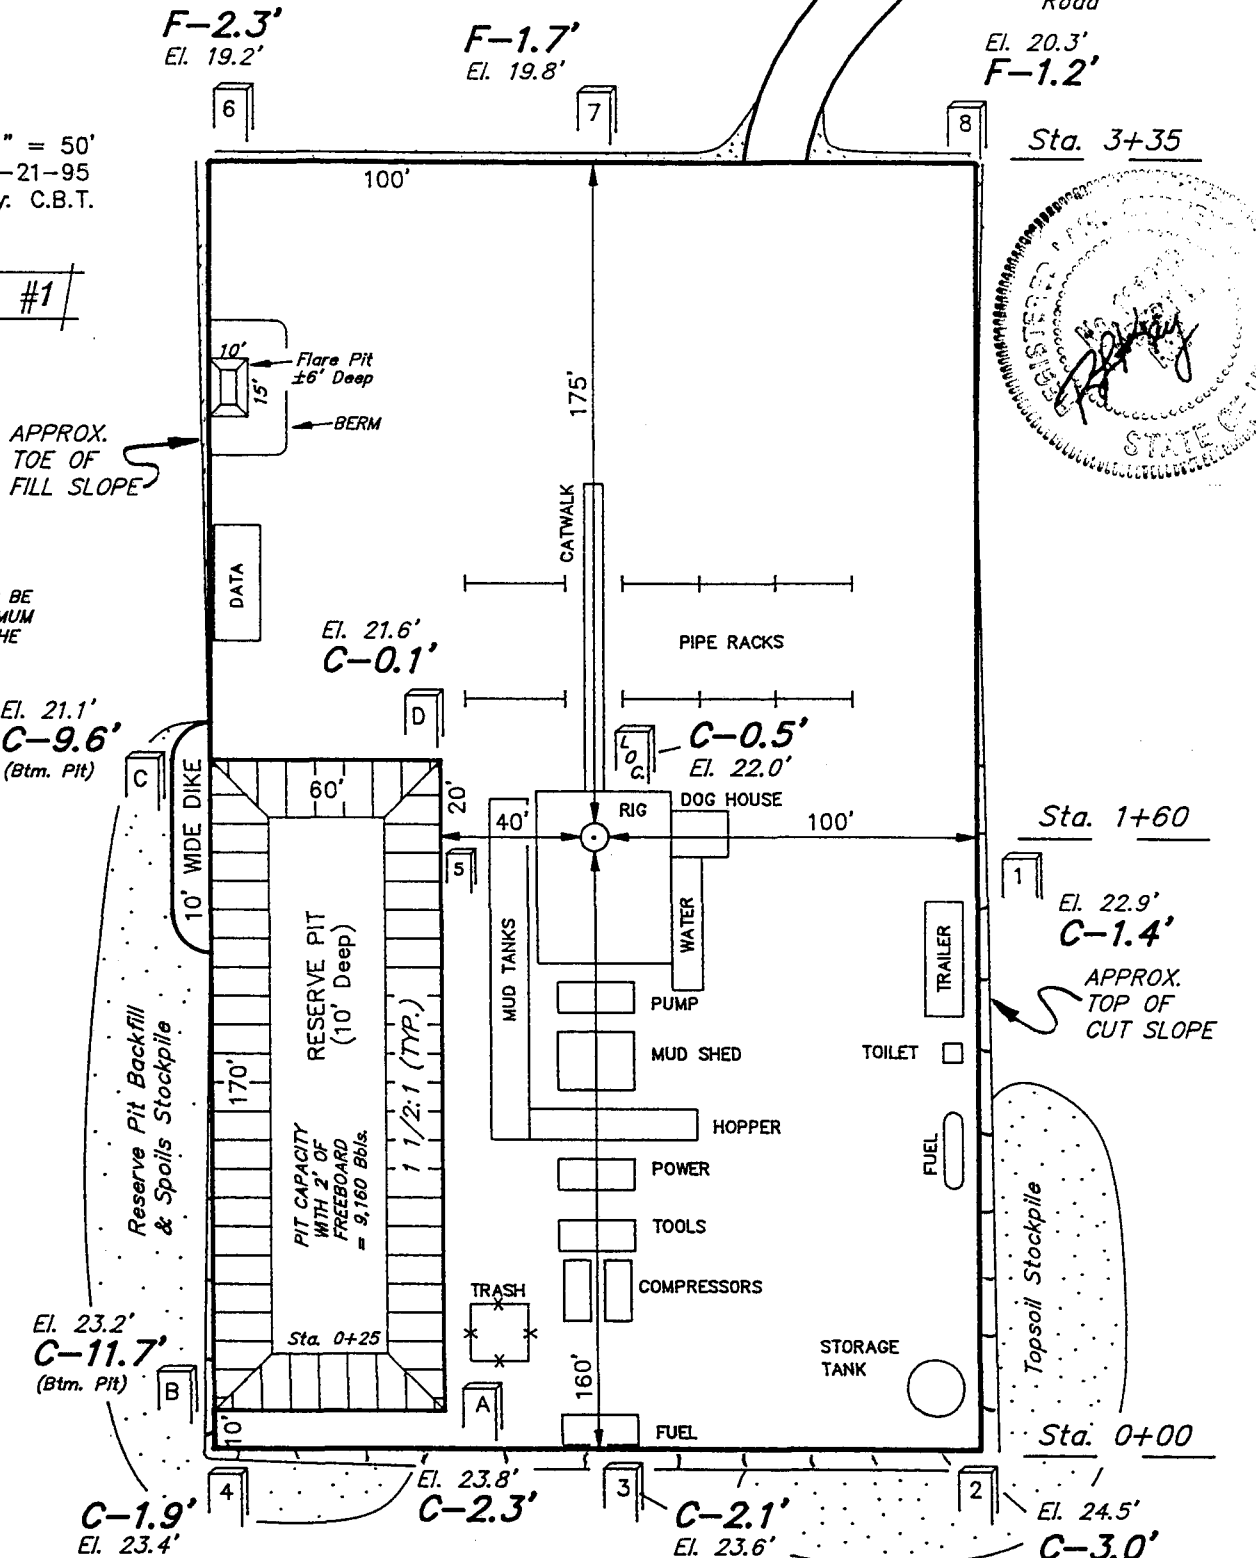 Road
F-2.3'
El. 19.2'
F-1.7'
El. 19.8'
El. 20.3'
F-1.2'
6
7
8
" = 50'
-21-95
C.B.T.
Sta. 3+35
100'
#1
10'
15'
Flare Pit
±6' Deep
BERM
175'
APPROX.
TOE OF
FILL SLOPE
STATE
CATWALK
DATA
BE
HE
PIPE RACKS
El. 21.6'
C-0.1'
D
El. 21.1'
C-9.6'
(Btm. Pit)
C
LOC.
C-0.5'
El. 22.0'
10' WIDE DIKE
60'
20'
40'
RIG
DOG HOUSE
100'
Sta. 1+60
5
1
El. 22.9'
C-1.4'
RESERVE PIT
(10' Deep)
MUD TANKS
WATER
TRAILER
APPROX.
TOP OF
CUT SLOPE
PUMP
MUD SHED
TOILET
Reserve Pit Backfill
& Spoils Stockpile
170'
1 1/2:1 (TYP.)
PIT CAPACITY
WITH 2' OF
FREEBOARD
= 9,160 Bbls.
HOPPER
FUEL
POWER
TOOLS
COMPRESSORS
TRASH
Topsoil Stockpile
El. 23.2'
C-11.7'
(Btm. Pit)
Sta. 0+25
STORAGE
TANK
160'
B
A
10'
FUEL
Sta. 0+00
4
3
2
C-1.9'
El. 23.4'
El. 23.8'
C-2.3'
C-2.1'
El. 23.6'
El. 24.5'
C-3.0'